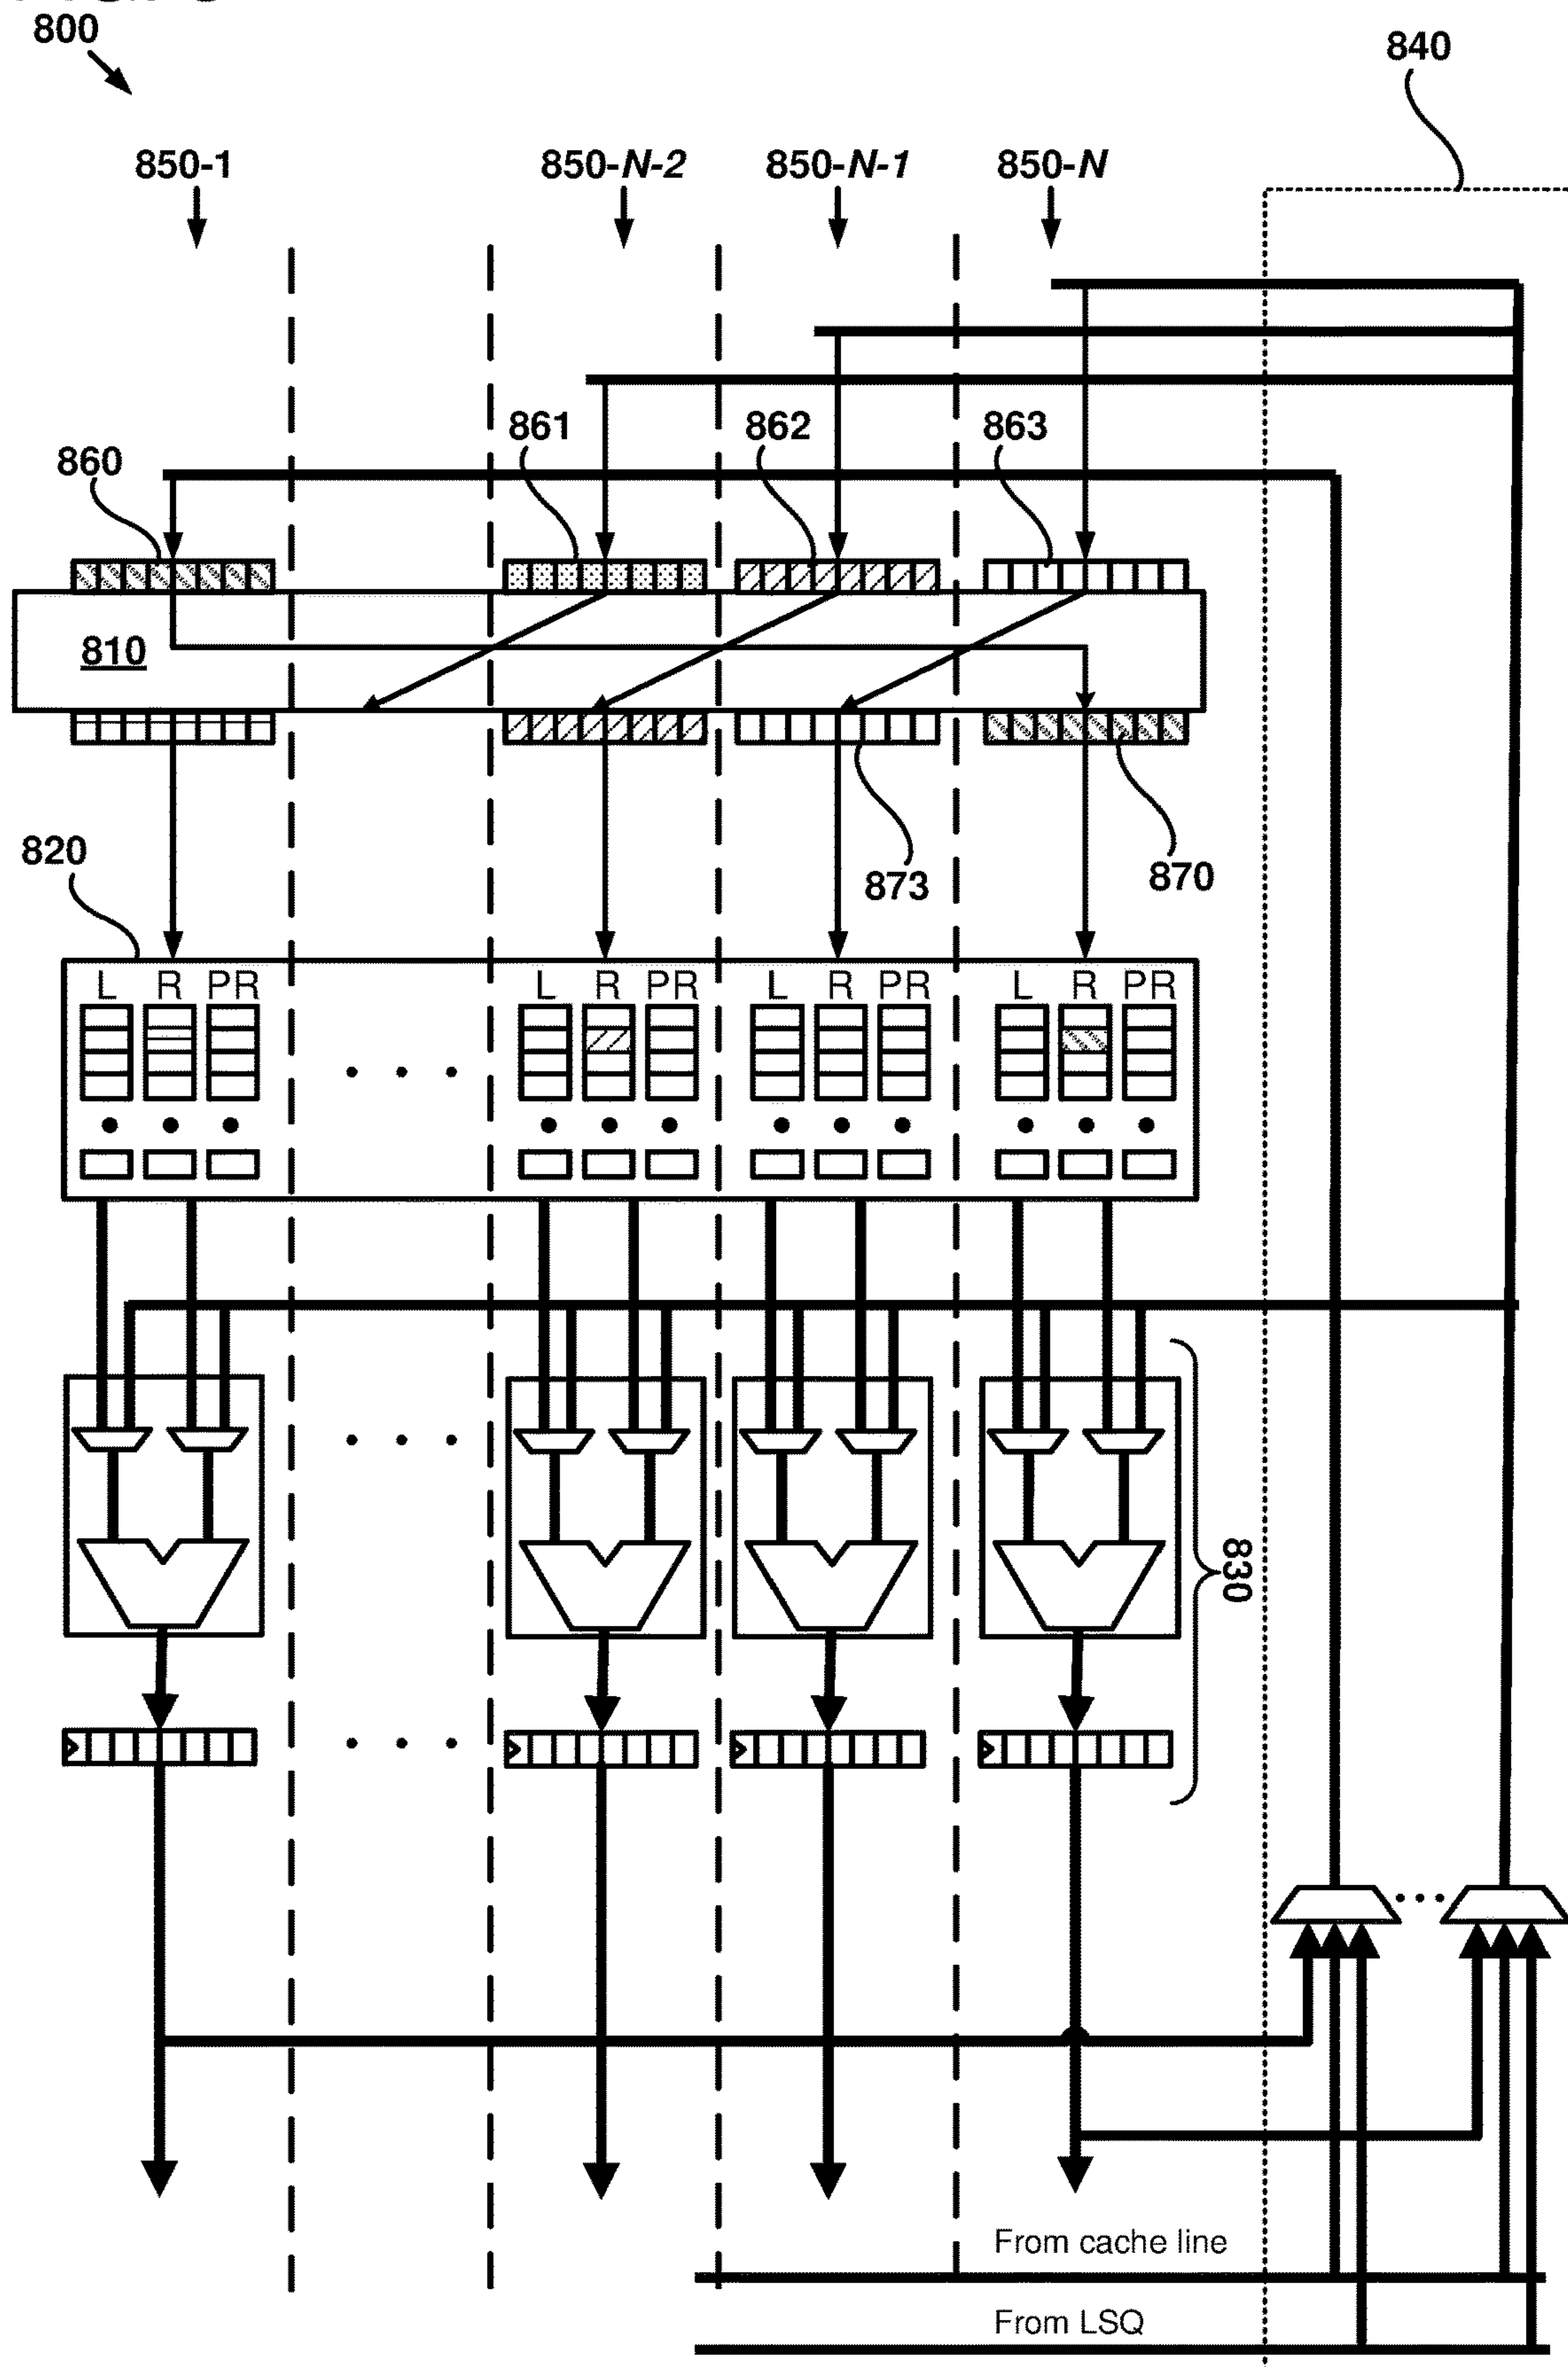 800
840
850-1 850-N-2 850-N-1 850-N
861 862 863
860
810
820
873 870
L R PR L R PR L R PR L R PR
830
From cache line
From LSQ